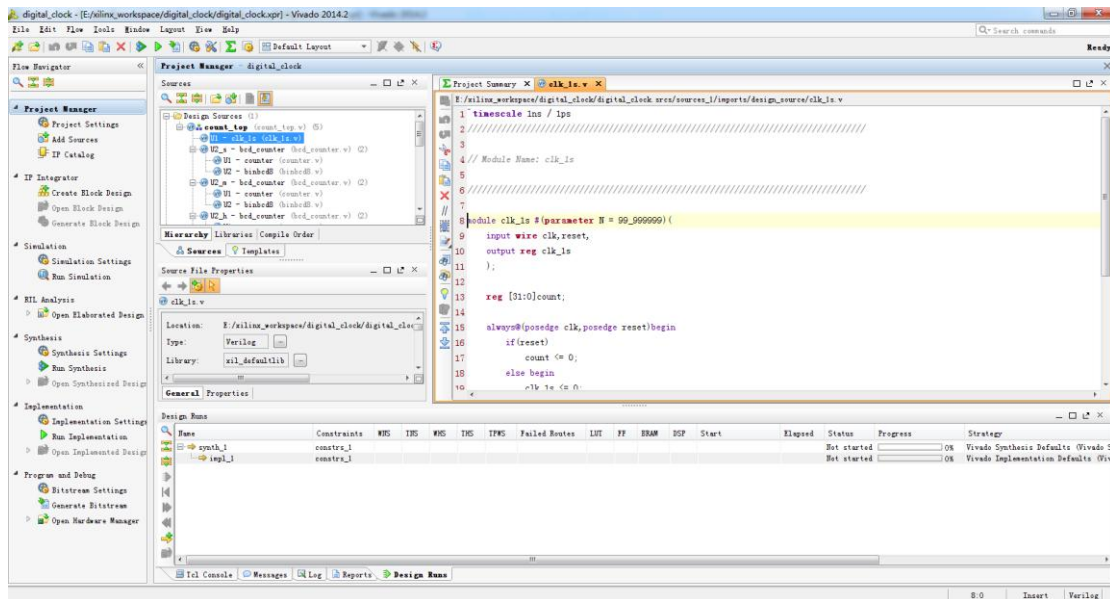 digital_clock - [E:/xilinx_workspace/digital_clock/digital_clock.xpr] - Vivado 2014.2
File Edit Flow Tools Window Layout View Help
Search commands
Default Layout
Ready
Flow Navigator
Project Manager
Project Settings
Add Sources
IP Catalog
IP Integrator
Create Block Design
Open Block Design
Generate Block Design
Simulation
Simulation Settings
Run Simulation
RTL Analysis
Open Elaborated Design
Synthesis
Synthesis Settings
Run Synthesis
Open Synthesized Design
Implementation
Implementation Settings
Run Implementation
Open Implemented Desig
Program and Debug
Bitstream Settings
Generate Bitstream
Open Hardware Manager
Project Manager - digital_clock
Sources
Design Sources (1)
count_top (count_top.v) (5)
U1 - clk_1s (clk_1s.v)
U2_s - bcd_counter (bcd_counter.v) (2)
U1 - counter (counter.v)
U2 - binbcd8 (binbcd8.v)
U2_m - bcd_counter (bcd_counter.v) (2)
U1 - counter (counter.v)
U2 - binbcd8 (binbcd8.v)
U2_h - bcd_counter (bcd_counter.v) (2)
Hierarchy Libraries Compile Order
Sources Templates
Source File Properties
clk_1s.v
Location: E:/xilinx_workspace/digital_clock/digital_cloc
Type: Verilog
Library: xil_defaultlib
General Properties
Project Summary clk_1s.v
E:/xilinx_workspace/digital_clock/digital_clock.srcs/sources_1/imports/design_source/clk_1s.v
1 `timescale 1ns / 1ps
2 //////////////////////////////////////////////////////////////////////////////////
3
4 // Module Name: clk_1s
5
6 //////////////////////////////////////////////////////////////////////////////////
7
8 module clk_1s #(parameter N = 99_999999)(
9 input wire clk,reset,
10 output reg clk_1s
11 );
12
13 reg [31:0]count;
14
15 always@(posedge clk,posedge reset)begin
16 if(reset)
17 count <= 0;
18 else begin
19 clk_1s <= 0;
Design Runs
Name Constraints WNS TNS WHS THS TPWS Failed Routes LUT FF BRAM DSP Start Elapsed Status Progress Strategy
synth_1 constrs_1 Not started 0% Vivado Synthesis Defaults (Vivado S
impl_1 constrs_1 Not started 0% Vivado Implementation Defaults (Viv
Tcl Console Messages Log Reports Design Runs
8:0 Insert Verilog